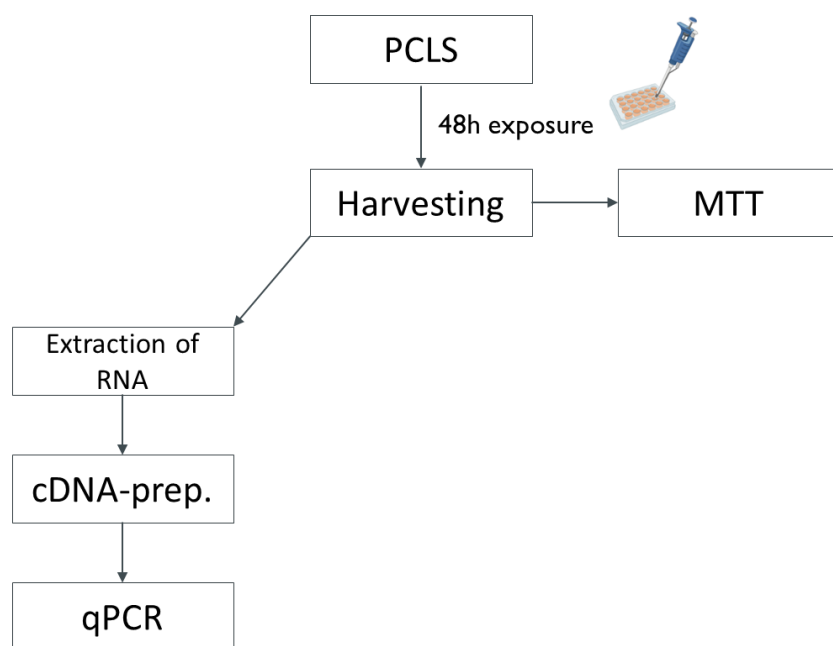 PCLS
48h exposure
Harvesting
MTT
Extraction of
RNA
cDNA-prep.
qPCR